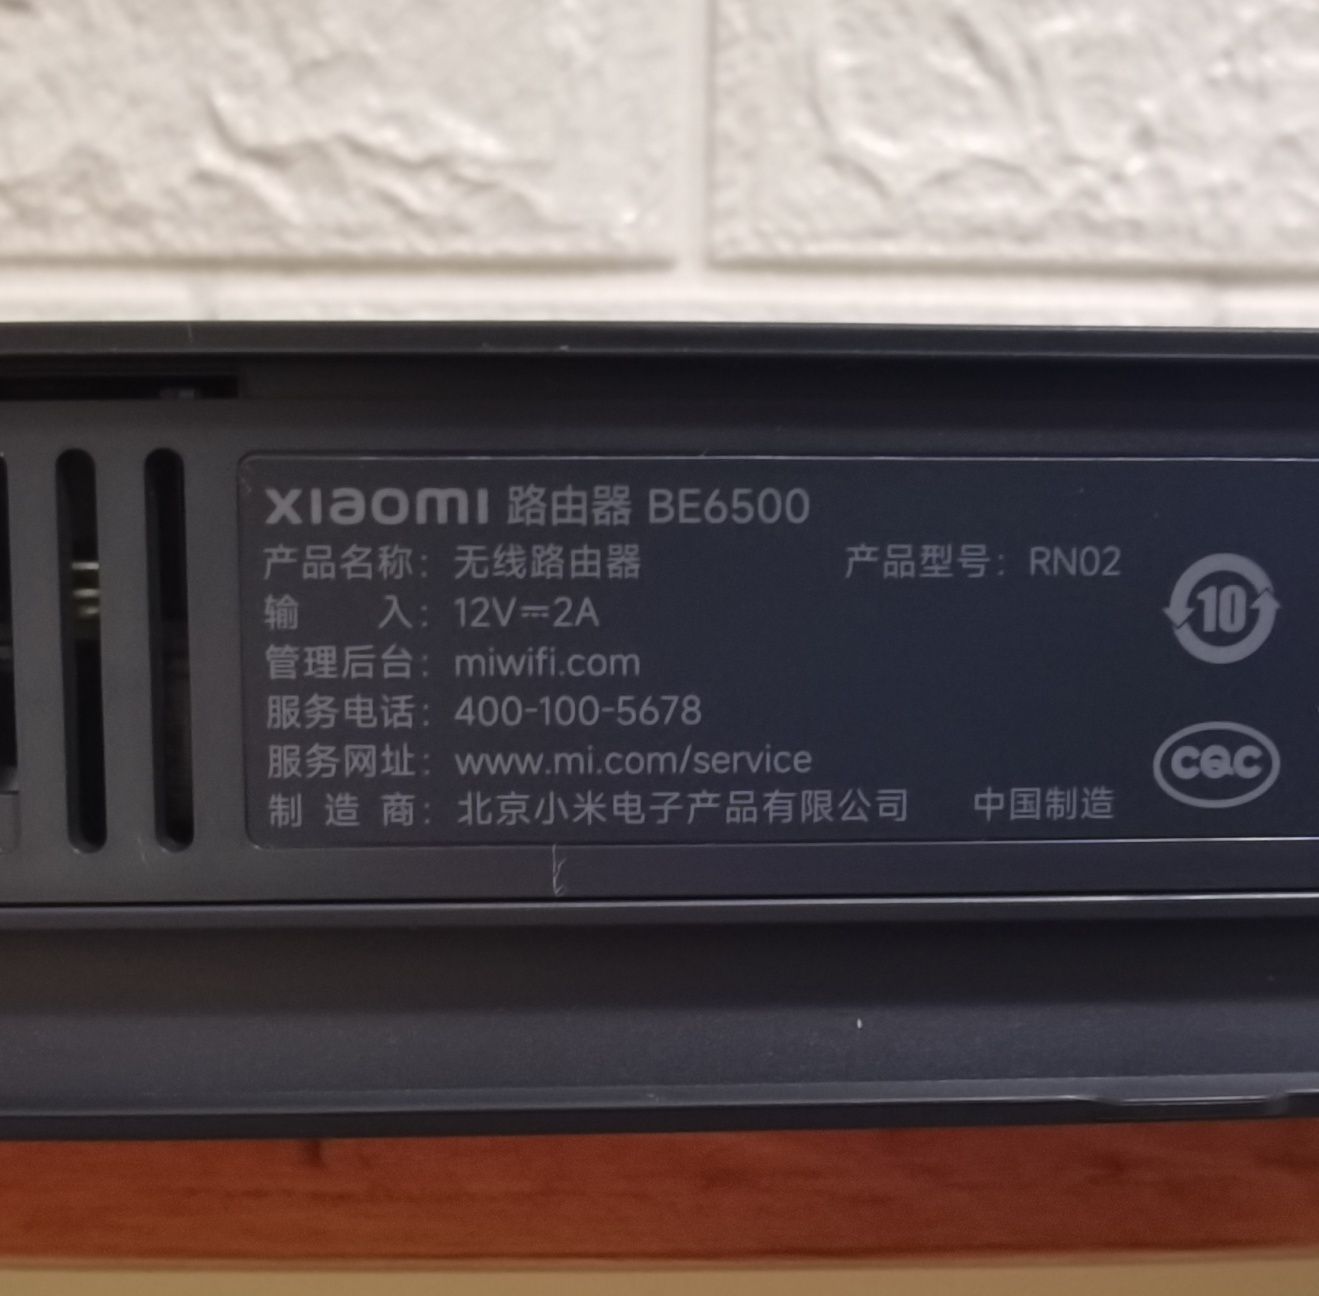 xiaomi 路由器 BE6500
产品名称：无线路由器 产品型号：RN02
输 入：12V⎓2A
管理后台：miwifi.com
服务电话：400-100-5678
服务网址：www.mi.com/service
制 造 商：北京小米电子产品有限公司 中国制造
10
CQC